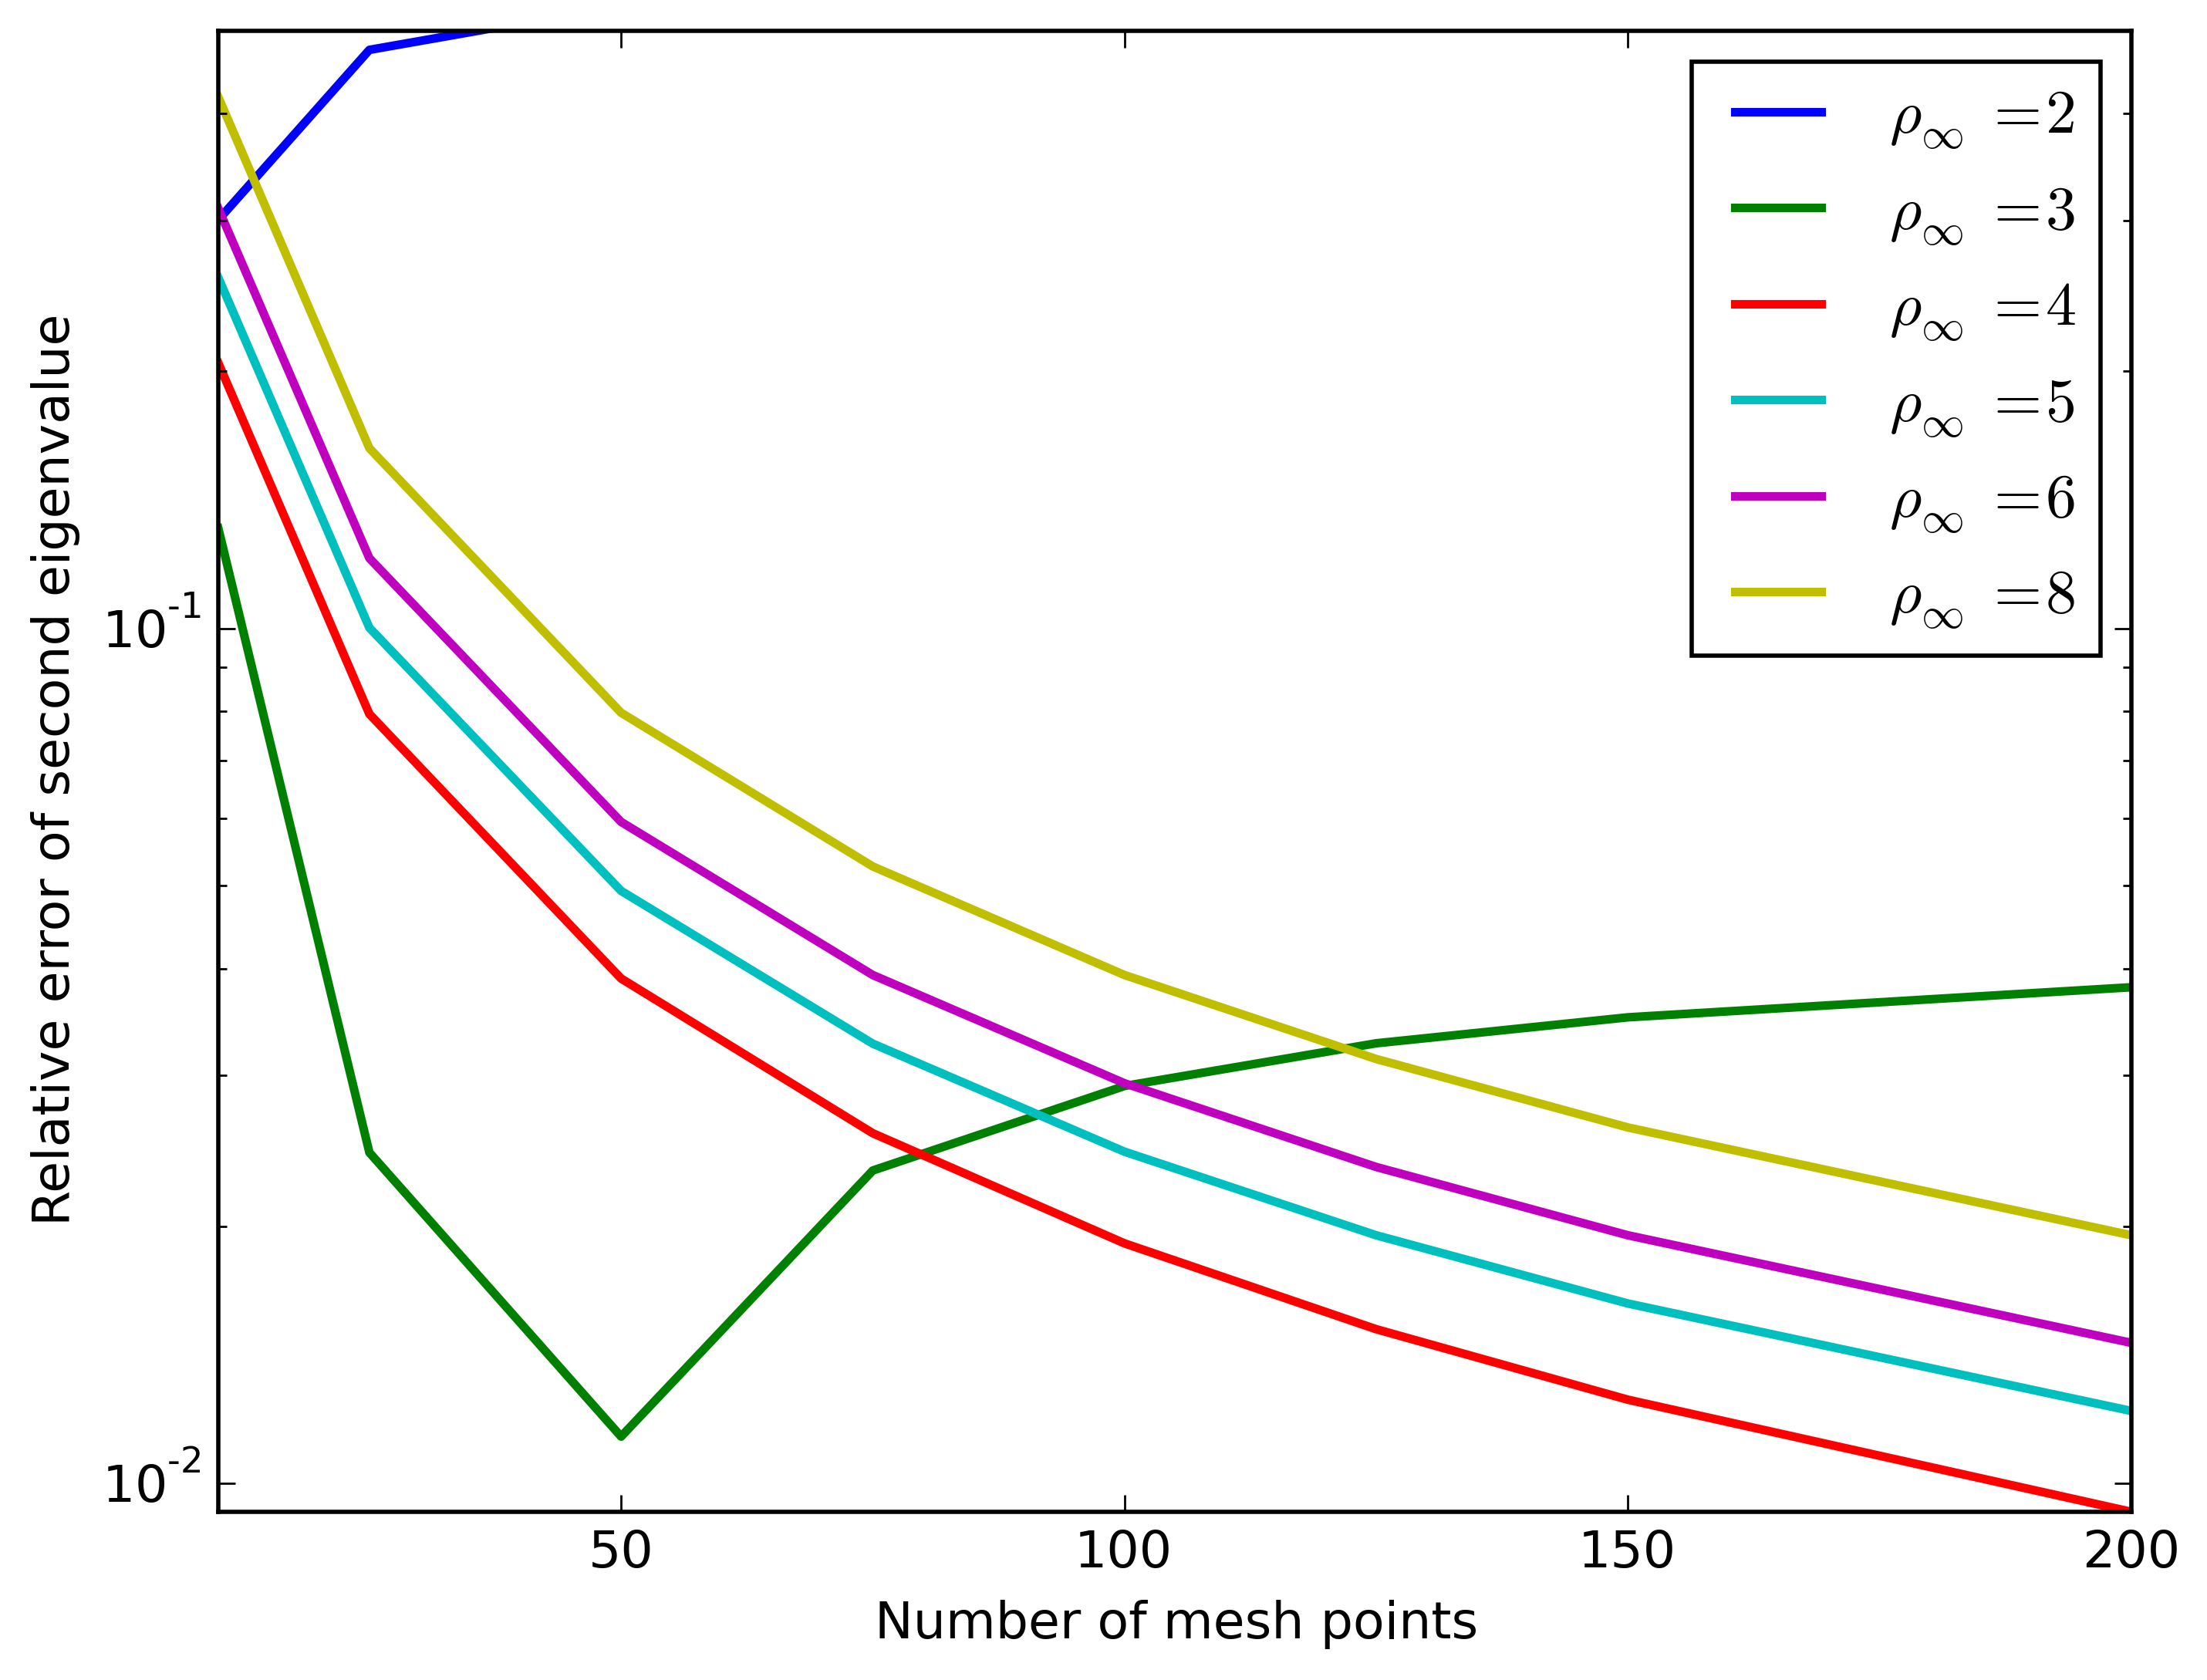 Relative error of second eigenvalue
10^-1
10^-2
50 100 150 200
Number of mesh points
ρ∞ =2
ρ∞ =3
ρ∞ =4
ρ∞ =5
ρ∞ =6
ρ∞ =8